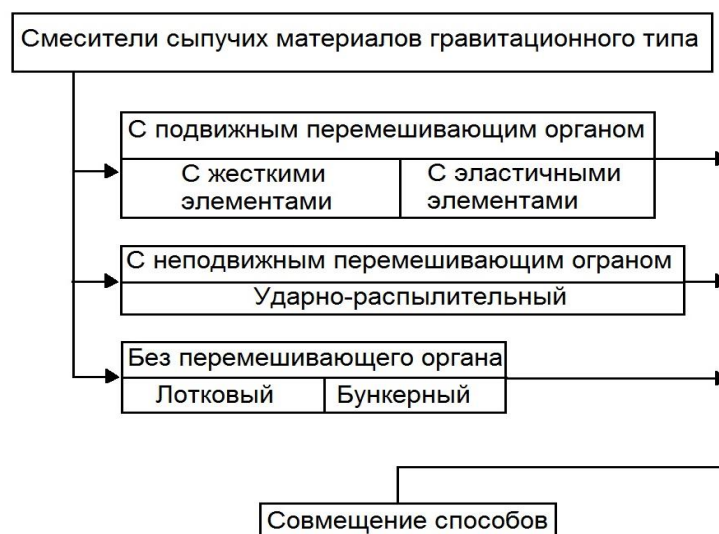 Смесители сыпучих материалов гравитационного типа
С подвижным перемешивающим органом
С жесткими
элементами
С эластичными
элементами
С неподвижным перемешивающим ограном
Ударно-распылительный
Без перемешивающего органа
Лотковый
Бункерный
Совмещение способов